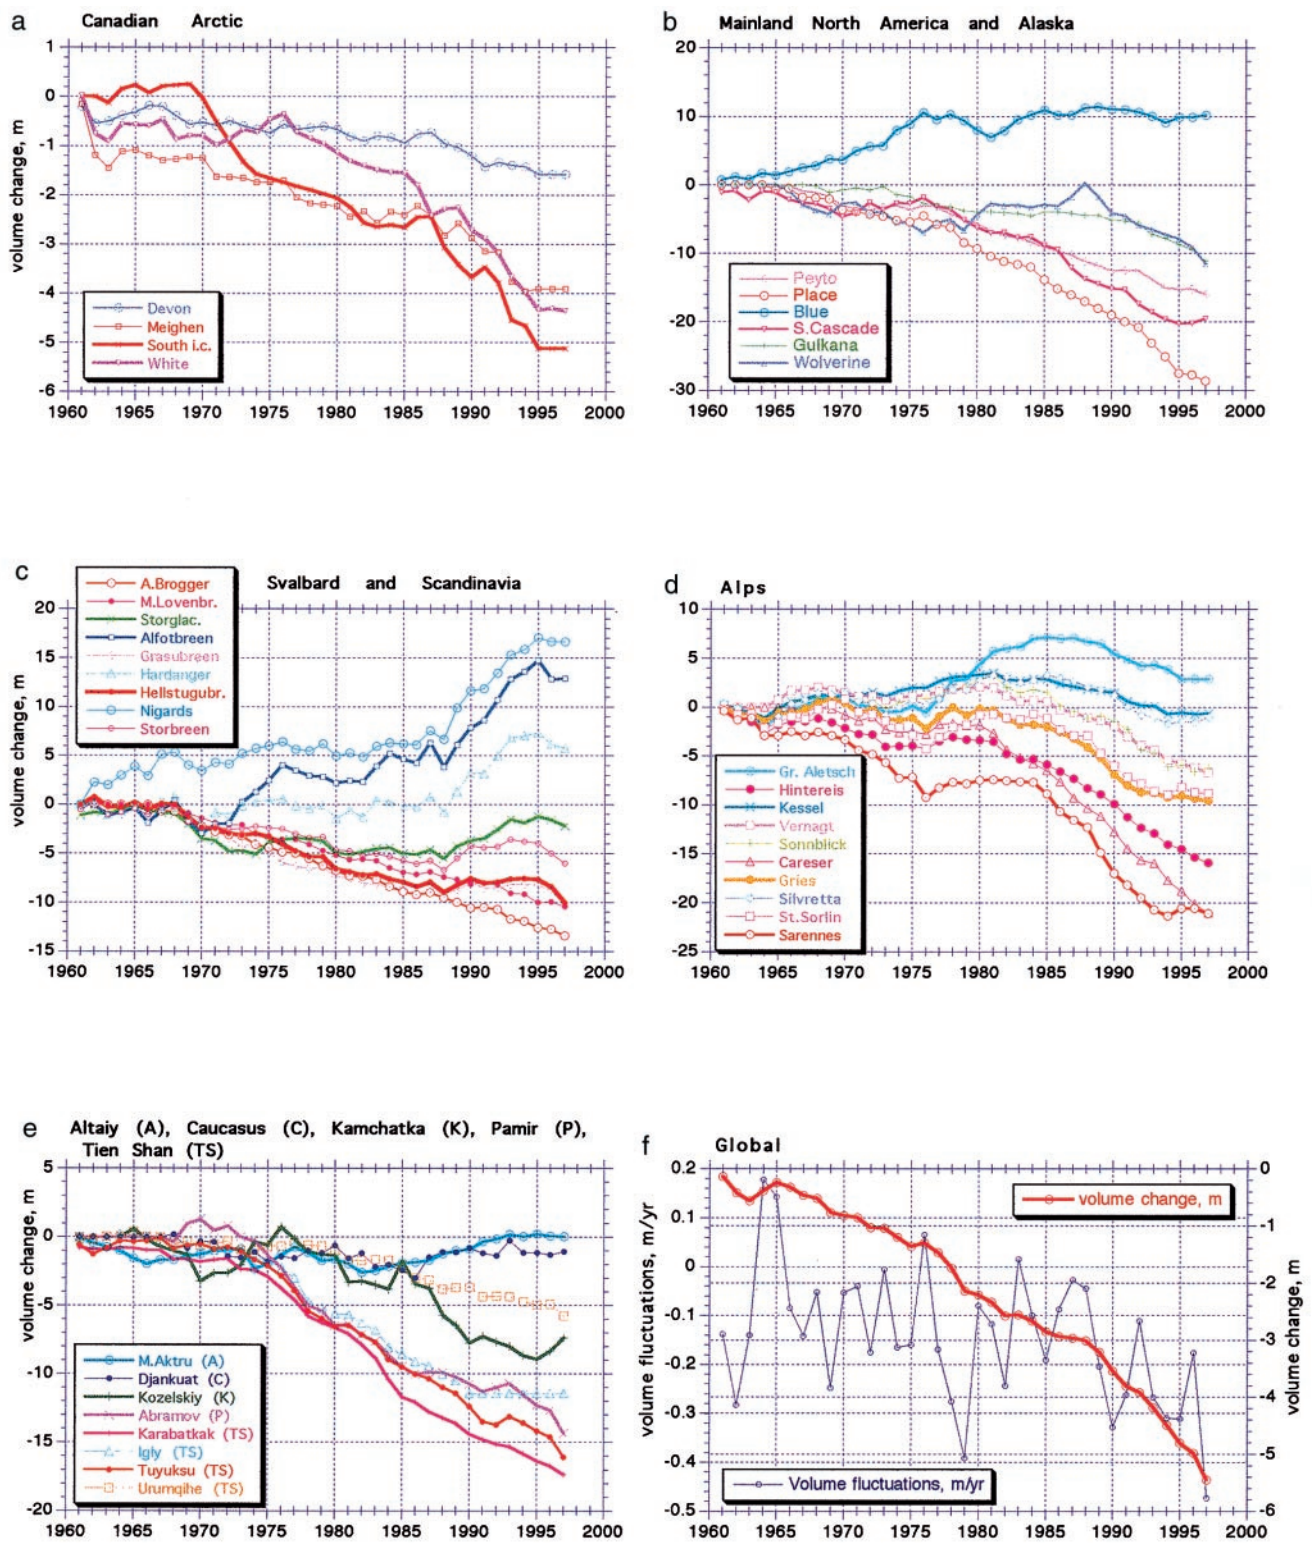 a
Canadian Arctic
volume change, m
1
0
-1
-2
-3
-4
-5
-6
Devon
Meighen
South i.c.
White
1960 1965 1970 1975 1980 1985 1990 1995 2000
b
Mainland North America and Alaska
20
10
0
-10
-20
-30
Peyto
Place
Blue
S.Cascade
Gulkana
Wolverine
1960 1965 1970 1975 1980 1985 1990 1995 2000
c
Svalbard and Scandinavia
volume change, m
20
15
10
5
0
-5
-10
-15
A.Brogger
M.Lovenbr.
Storglac.
Alfotbreen
Grasubreen
Hardanger
Hellstugubr.
Nigards
Storbreen
1960 1965 1970 1975 1980 1985 1990 1995 2000
d
Alps
10
5
0
-5
-10
-15
-20
-25
Gr. Aletsch
Hintereis
Kessel
Vernagt
Sonnblick
Careser
Gries
Silvretta
St.Sorlin
Sarennes
1960 1965 1970 1975 1980 1985 1990 1995 2000
e
Altaiy (A), Caucasus (C), Kamchatka (K), Pamir (P),
Tien Shan (TS)
volume change, m
5
0
-5
-10
-15
-20
M.Aktru (A)
Djankuat (C)
Kozelskiy (K)
Abramov (P)
Karabatkak (TS)
Igly (TS)
Tuyuksu (TS)
Urumqihe (TS)
1960 1965 1970 1975 1980 1985 1990 1995 2000
f
Global
volume fluctuations, m/yr
0.2
0.1
0
-0.1
-0.2
-0.3
-0.4
-0.5
volume change, m
Volume fluctuations, m/yr
0
-1
-2
-3
-4
-5
-6
volume change, m
1960 1965 1970 1975 1980 1985 1990 1995 2000